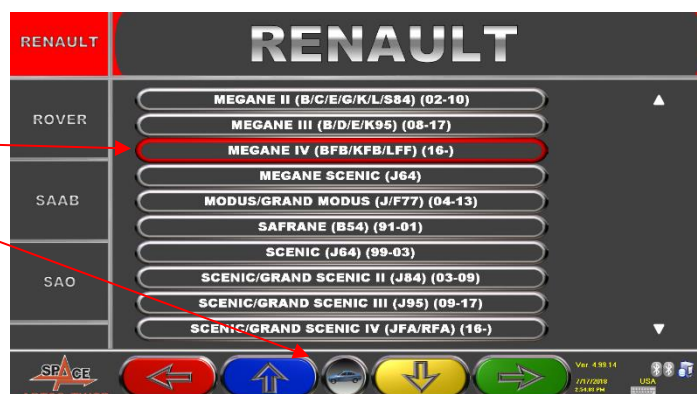 RENAULT
RENAULT
MEGANE II (B/C/E/G/K/L/S84) (02-10)
ROVER
MEGANE III (B/D/E/K95) (08-17)
MEGANE IV (BFB/KFB/LFF) (16-)
MEGANE SCENIC (J64)
SAAB
MODUS/GRAND MODUS (J/F77) (04-13)
SAFRANE (B54) (91-01)
SCENIC (J64) (99-03)
SAO
SCENIC/GRAND SCENIC II (J84) (03-09)
SCENIC/GRAND SCENIC III (J95) (09-17)
SCENIC/GRAND SCENIC IV (JFA/RFA) (16-)
SPACE
Ver. 4.99.14
7/17/2018
USA